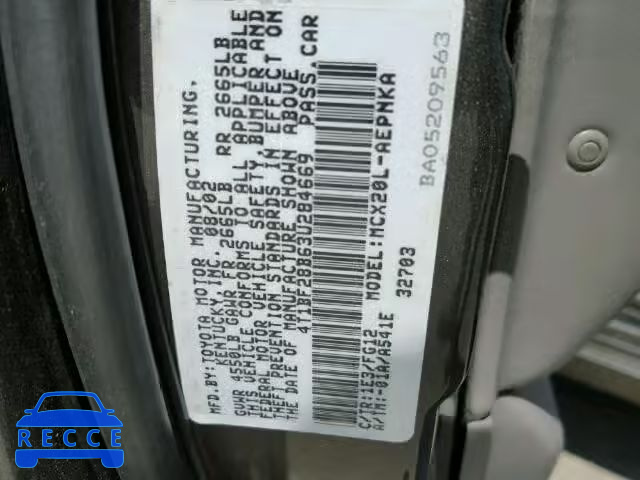 MFD.BY:TOYOTA MOTOR MANUFACTURING,
KENTUCKY, INC. 08/02
GVWR 4550LB GAWR FR 2665LB RR 2665LB
THIS VEHICLE CONFORMS TO ALL APPLICABLE
FEDERAL MOTOR VEHICLE SAFETY, BUMPER AND
THEFT PREVENTION STANDARDS IN EFFECT ON
THE DATE OF MANUFACTURE SHOWN ABOVE
4T1BF28B63U284669 PASS.CAR
C/TR:1E3/FG12 MODEL:MCX20L-AEPNKA
A/TM:-01A/A541E 32703
BA05209563
RECCE